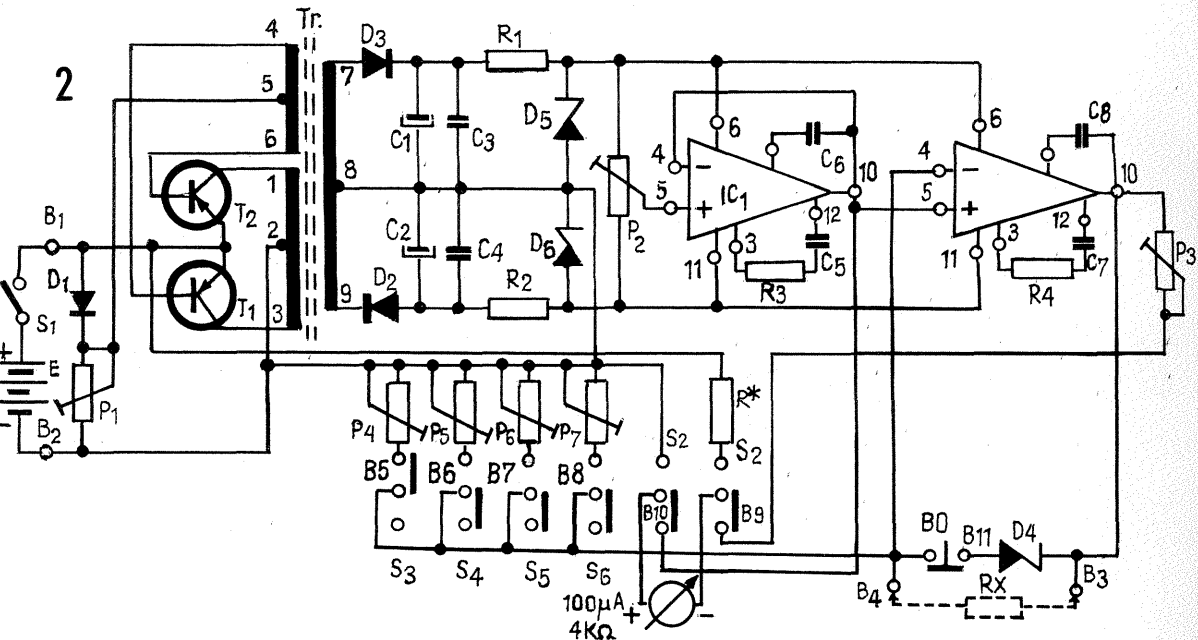 2
Tr.
4
5
6
1
2
3
7
8
9
D3
R1
C1
C3
D5
C2
C4
D6
D2
R2
P2
4
5
6
IC1
3
11
R3
C5
12
C6
10
4
5
6
3
11
R4
C7
12
C8
10
P3
T2
T1
B1
D1
S1
+
E
-
P1
B2
P4
P5
P6
P7
R*
S2
S2
B5
B6
B7
B8
B10
B9
S3
S4
S5
S6
100µA
4KΩ
+
-
B0
B11
D4
B4
Rx
B3